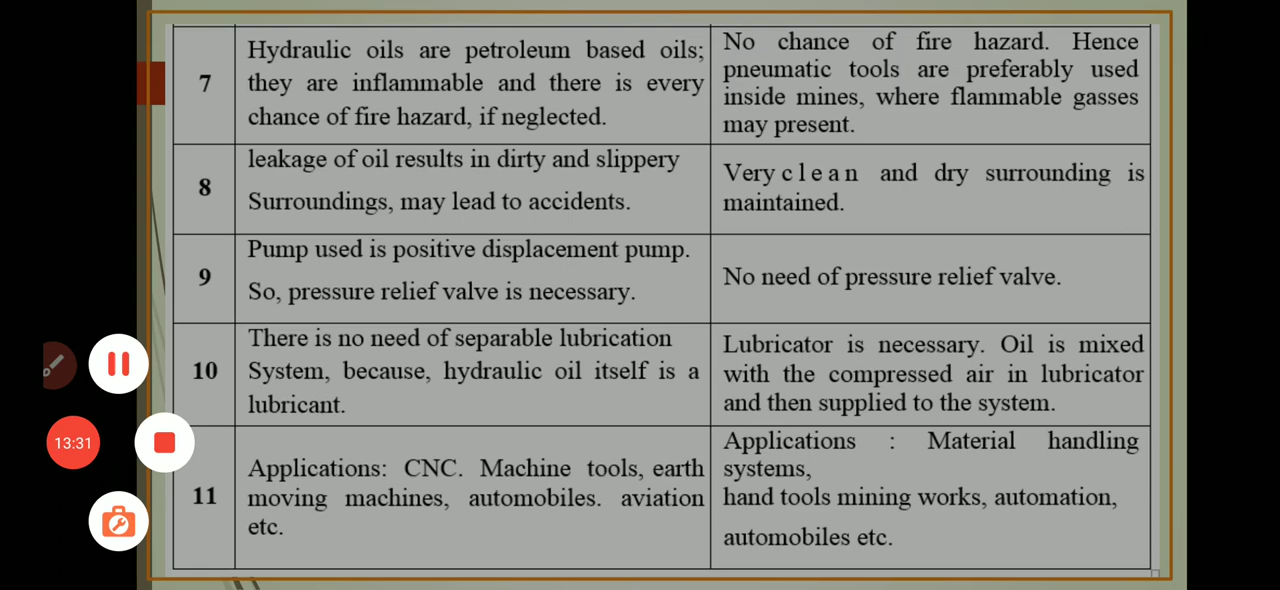 7
Hydraulic oils are petroleum based oils;
they are inflammable and there is every
chance of fire hazard, if neglected.
No chance of fire hazard. Hence
pneumatic tools are preferably used
inside mines, where flammable gasses
may present.
8
leakage of oil results in dirty and slippery
Surroundings, may lead to accidents.
Very clean and dry surrounding is
maintained.
9
Pump used is positive displacement pump.
So, pressure relief valve is necessary.
No need of pressure relief valve.
10
There is no need of separable lubrication
System, because, hydraulic oil itself is a
lubricant.
Lubricator is necessary. Oil is mixed
with the compressed air in lubricator
and then supplied to the system.
11
Applications: CNC. Machine tools, earth
moving machines, automobiles. aviation
etc.
Applications : Material handling
systems,
hand tools mining works, automation,
automobiles etc.
13:31